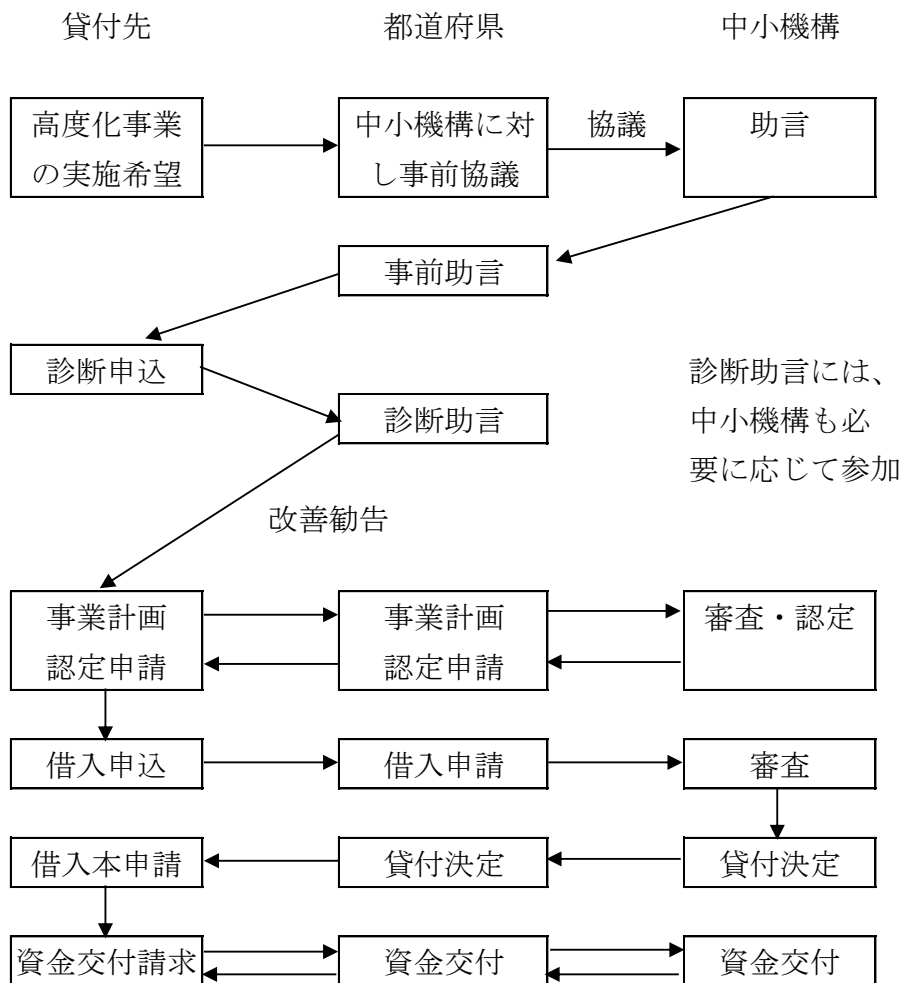 貸付先
都道府県
中小機構
高度化事業
の実施希望
中小機構に対
し事前協議
協議
助言
事前助言
診断申込
診断助言
診断助言には、
中小機構も必
要に応じて参加
改善勧告
事業計画
認定申請
事業計画
認定申請
審査・認定
借入申込
借入申請
審査
借入本申請
貸付決定
貸付決定
資金交付請求
資金交付
資金交付